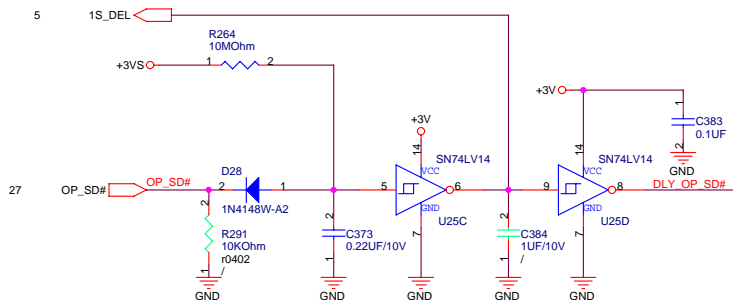 5 1S_DEL
R264
10MOhm
+3VS 1 2
+3V
+3V
14 SN74LV14
VCC
14 SN74LV14
VCC
1
C383
0.1UF
2
GND
27 OP_SD# OP_SD# 2 D28 1
1N4148W-A2
5 6 9 8 DLY_OP_SD#
GND
U25C
7
GND
U25D
7
2
R291
10KOhm
1 r0402
/
2
C373
0.22UF/10V
1
2
C384
1UF/10V
1 /
GND GND GND GND GND